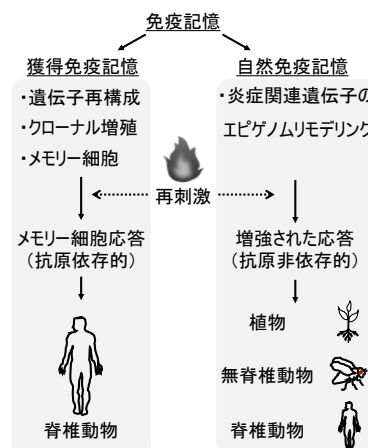 免疫記憶
獲得免疫記憶
・遺伝子再構成
・クローナル増殖
・メモリー細胞
メモリー細胞応答
（抗原依存的）
脊椎動物
再刺激
自然免疫記憶
・炎症関連遺伝子の
エピゲノムリモデリング
増強された応答
（抗原非依存的）
植物
無脊椎動物
脊椎動物